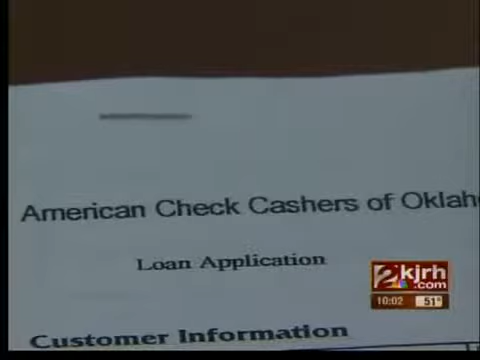 American Check Cashers of Oklah
Loan Application
2 kjrh
.com
10:02 51°
Customer Information